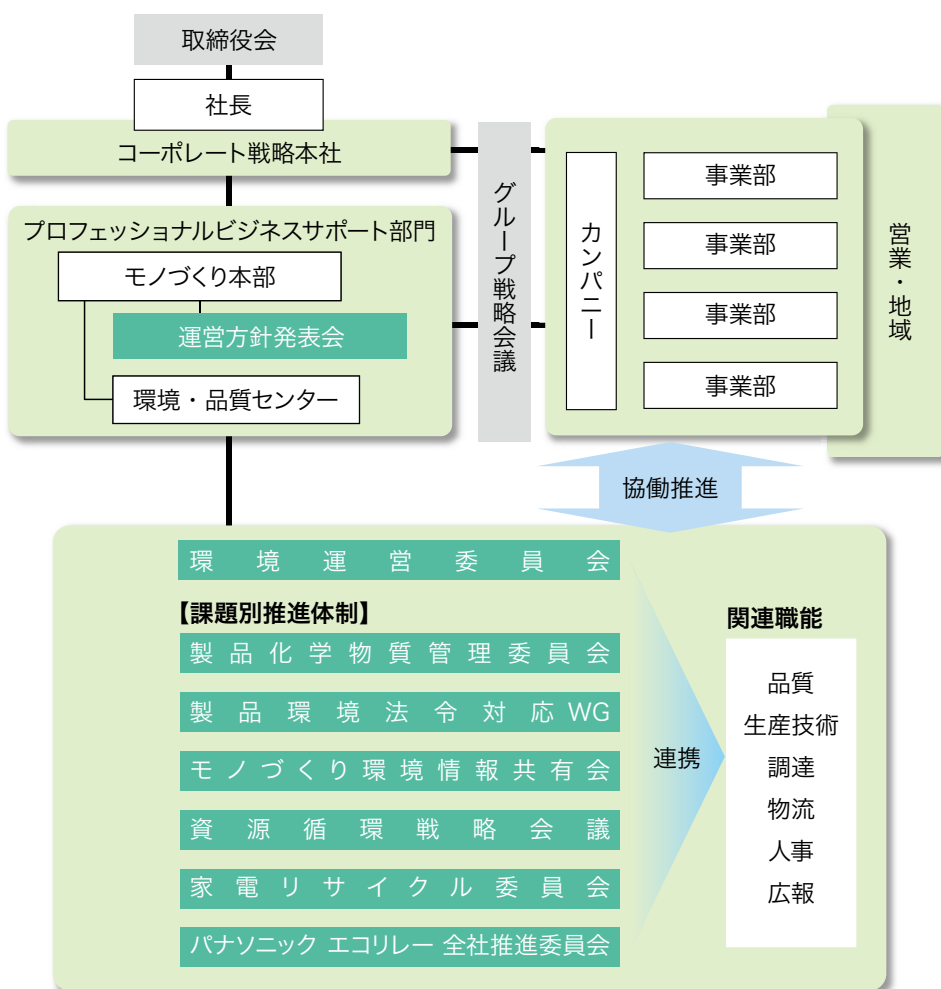 取締役会
社長
コーポレート戦略本社
プロフェッショナルビジネスサポート部門
モノづくり本部
運営方針発表会
環境・品質センター
グループ戦略会議
カンパニー
事業部
事業部
事業部
事業部
営業・地域
協働推進
環境運営委員会
【課題別推進体制】
製品化学物質管理委員会
製品環境法令対応WG
モノづくり環境情報共有会
資源循環戦略会議
家電リサイクル委員会
パナソニック エコリレー 全社推進委員会
連携
関連職能
品質
生産技術
調達
物流
人事
広報